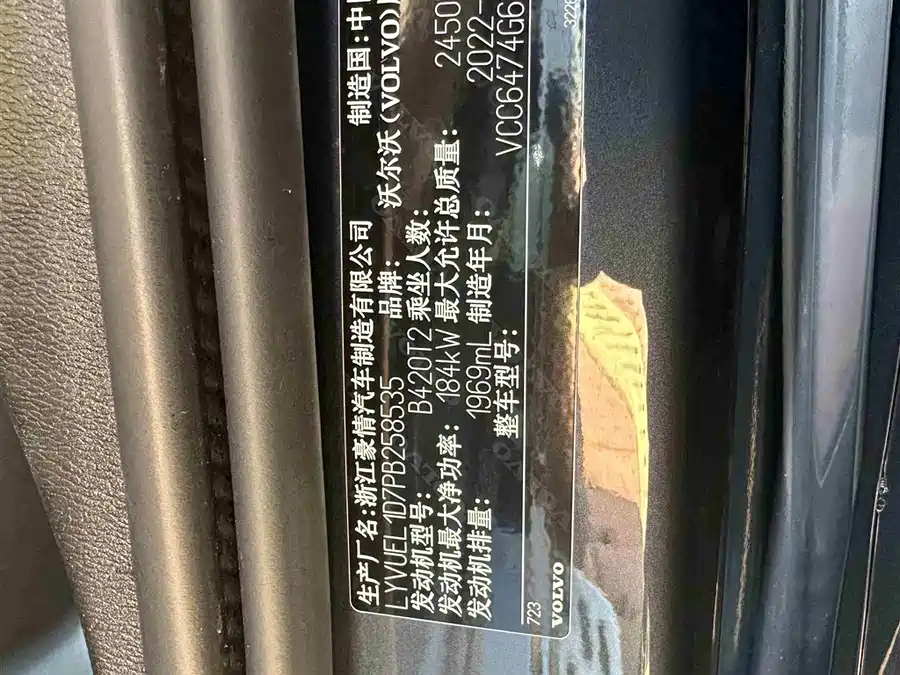 制造国:中
生产厂名:浙江豪情汽车制造有限公司 品牌: 沃尔沃(VOLVO)
LYVUEL1D7PB258535
发动机型号: B420T2 乘坐人数:
发动机最大净功率: 184kW 最大允许总质量: 2450
发动机排量: 1969mL 制造年月: 2022-
整车型号: VCC6474G6
723
VOLVO